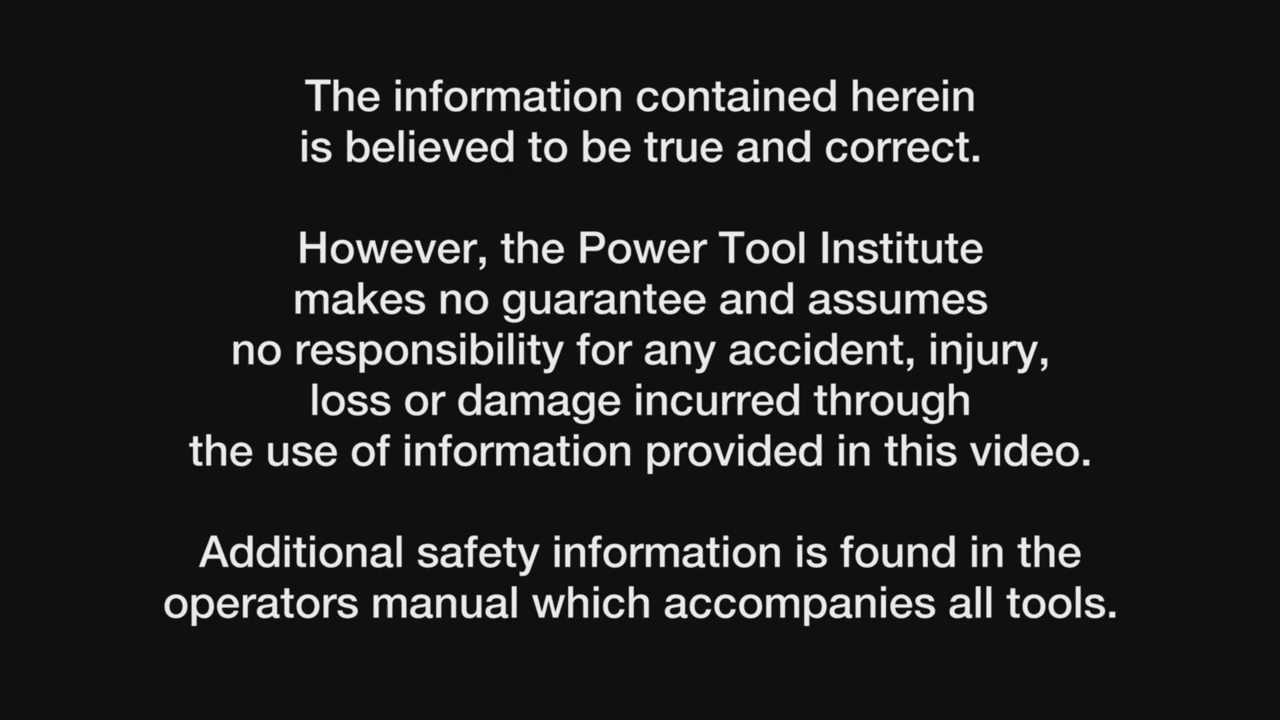 The information contained herein
is believed to be true and correct.
However, the Power Tool Institute
makes no guarantee and assumes
no responsibility for any accident, injury,
loss or damage incurred through
the use of information provided in this video.
Additional safety information is found in the
operators manual which accompanies all tools.